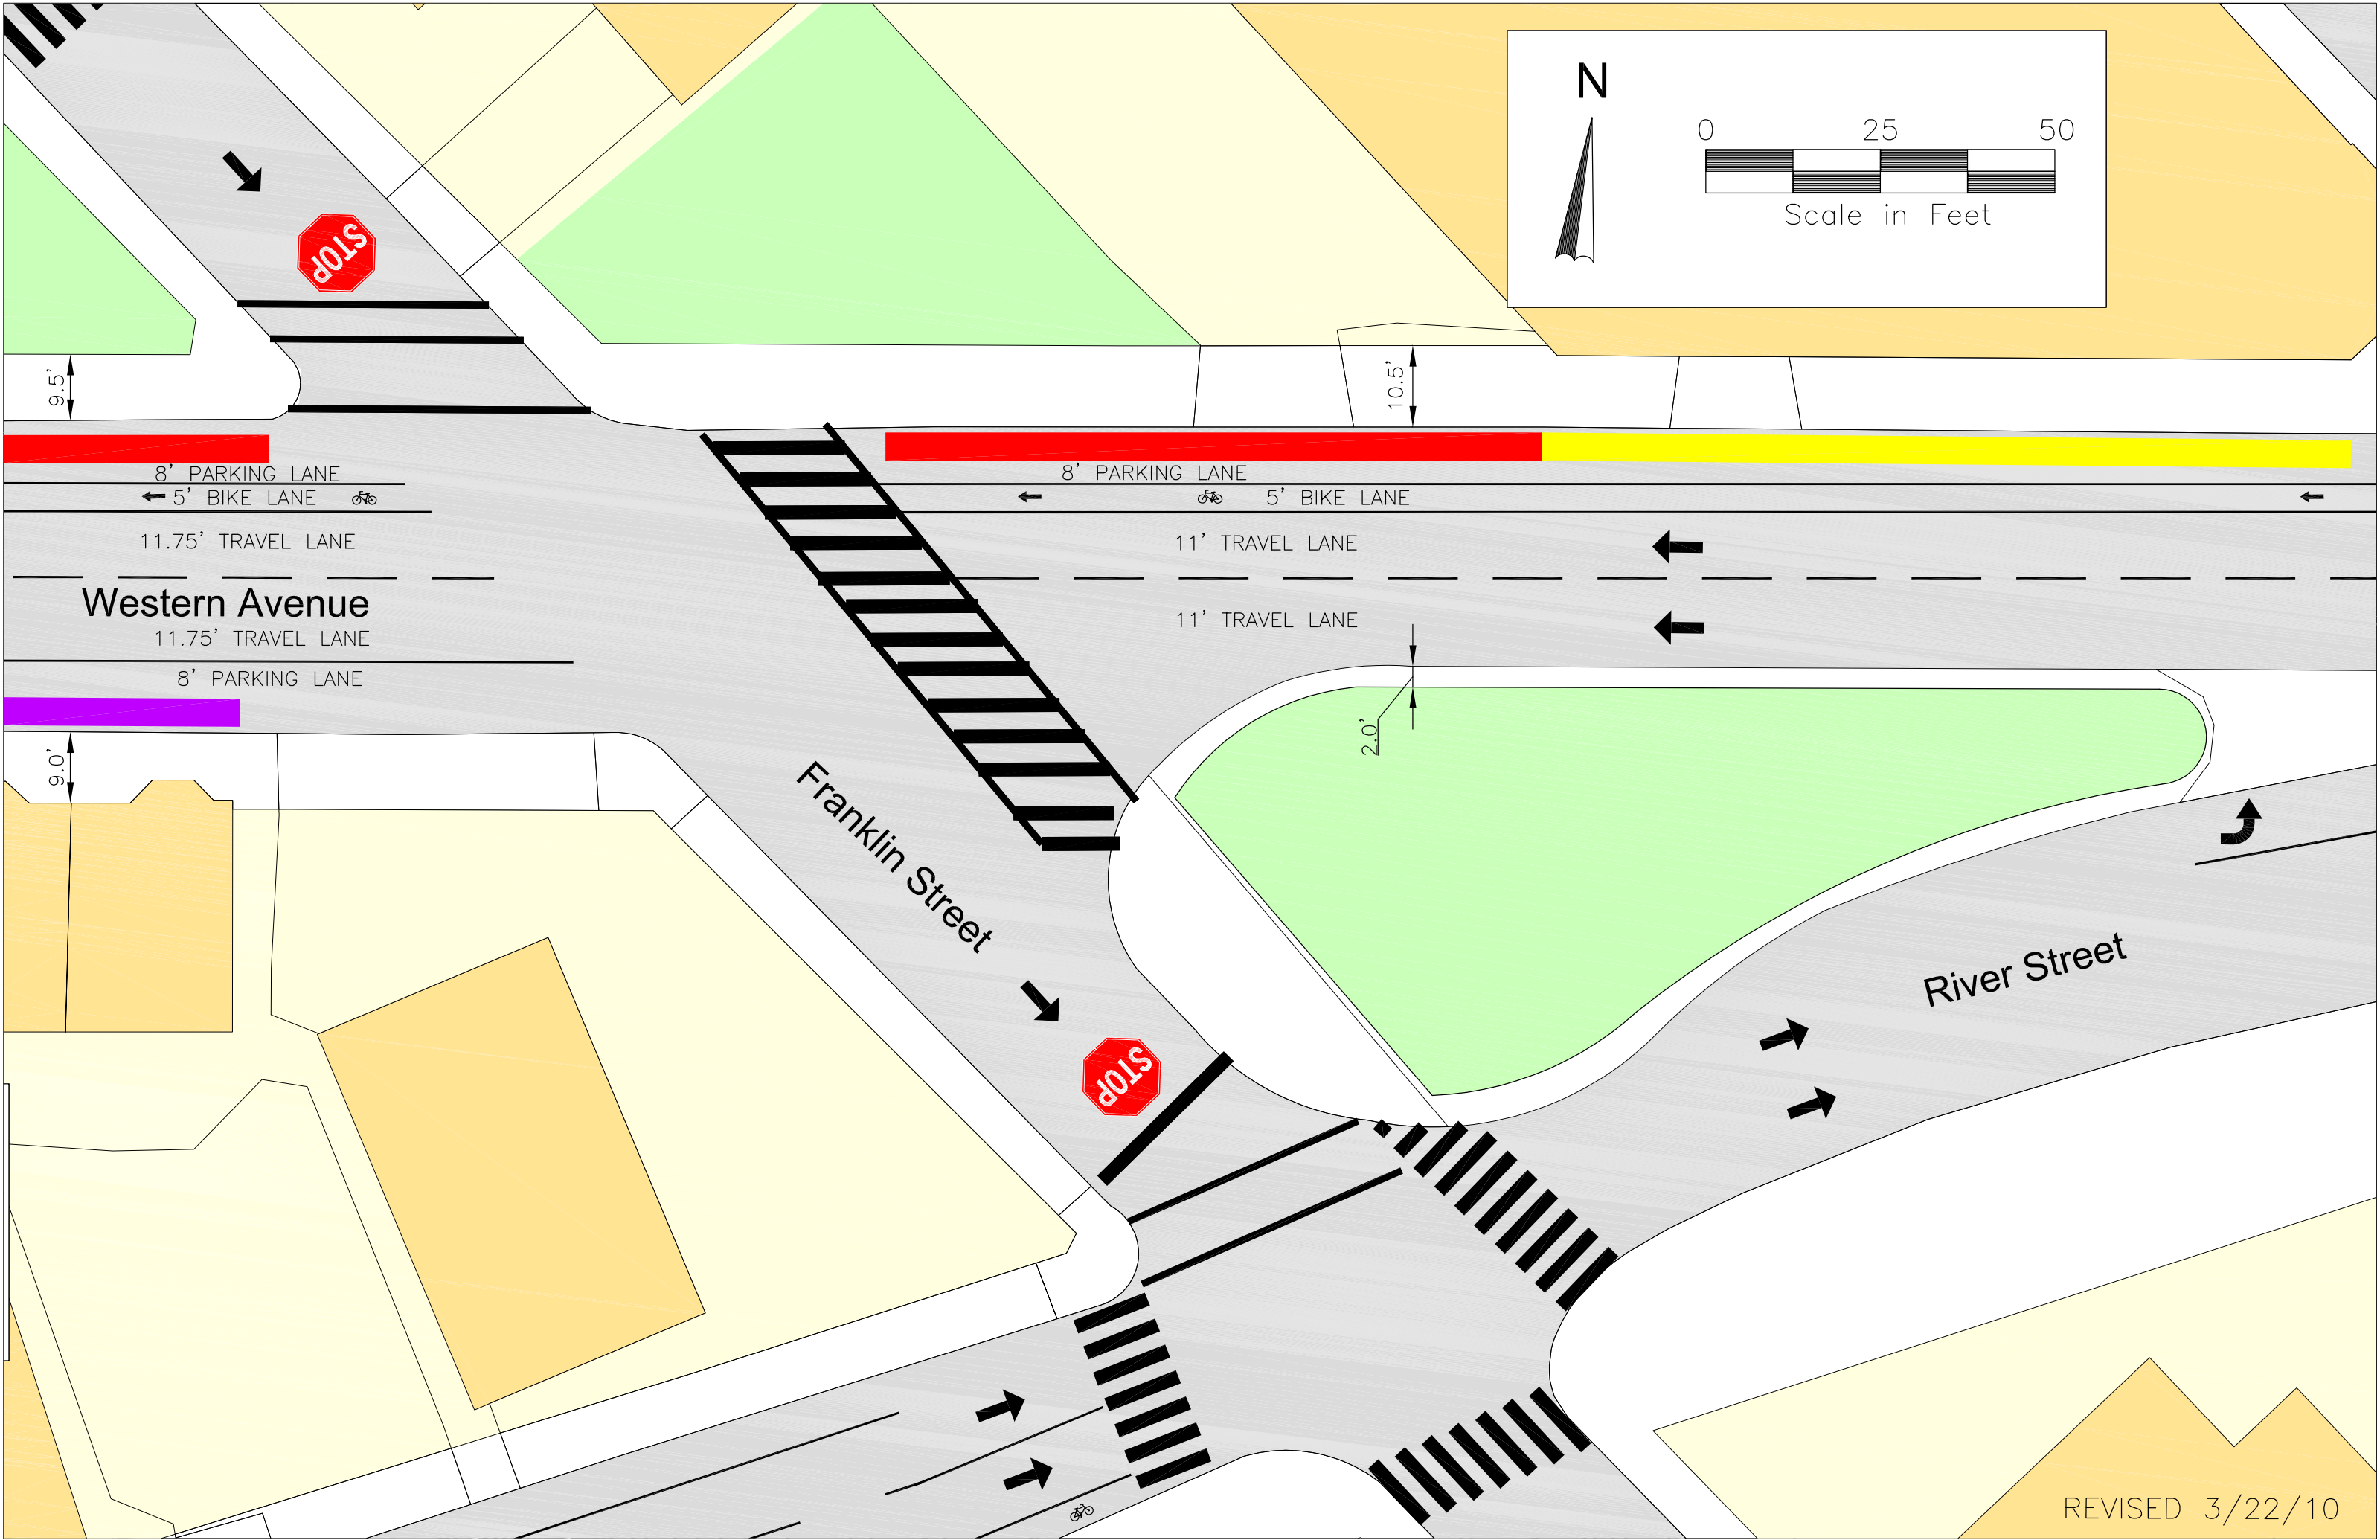 N
0 25 50
Scale in Feet
STOP
9.5'
10.5'
8' PARKING LANE
8' PARKING LANE
5' BIKE LANE
5' BIKE LANE
11.75' TRAVEL LANE
11' TRAVEL LANE
Western Avenue
11.75' TRAVEL LANE
11' TRAVEL LANE
8' PARKING LANE
2.0'
9.0'
Franklin Street
River Street
STOP
REVISED 3/22/10